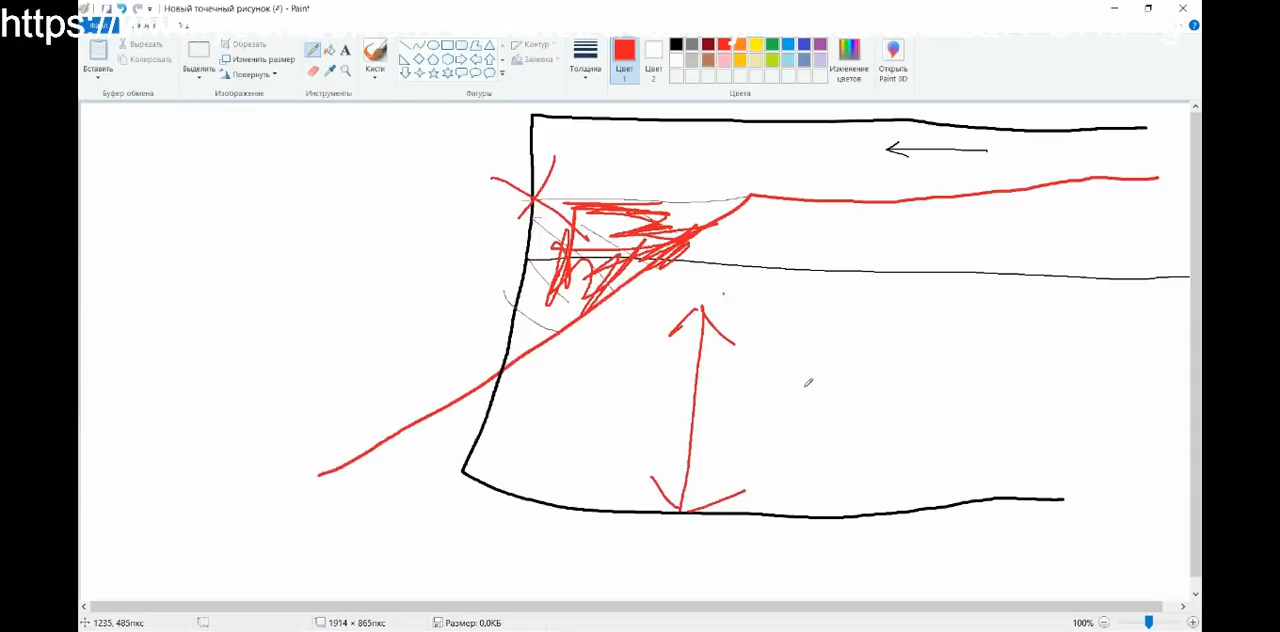 Новый точечный рисунок (4) - Paint
https://
Вырезать
Копировать
Вставить
Буфер обмена
Обрезать
Изменить размер
Повернуть
Выделить
Изображение
Инструменты
Кисти
Контур
Заливка
Фигуры
Толщина
Цвет 1
Цвет 2
Цвета
Изменение цветов
Открыть Paint 3D
1235, 485пкс
1914 × 865пкс
Размер: 0,0КБ
100%